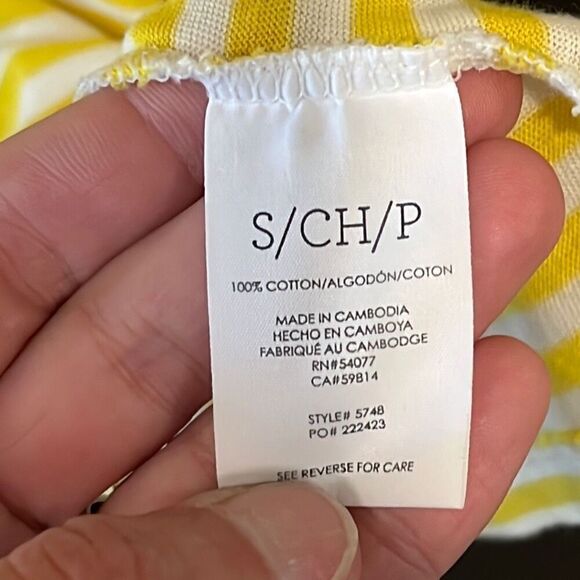 S/CH/P
100% COTTON/ALGODÓN/COTON
MADE IN CAMBODIA
HECHO EN CAMBOYA
FABRIQUÉ AU CAMBODGE
RN#54077
CA#59814
STYLE# 5748
PO# 222423
SEE REVERSE FOR CARE